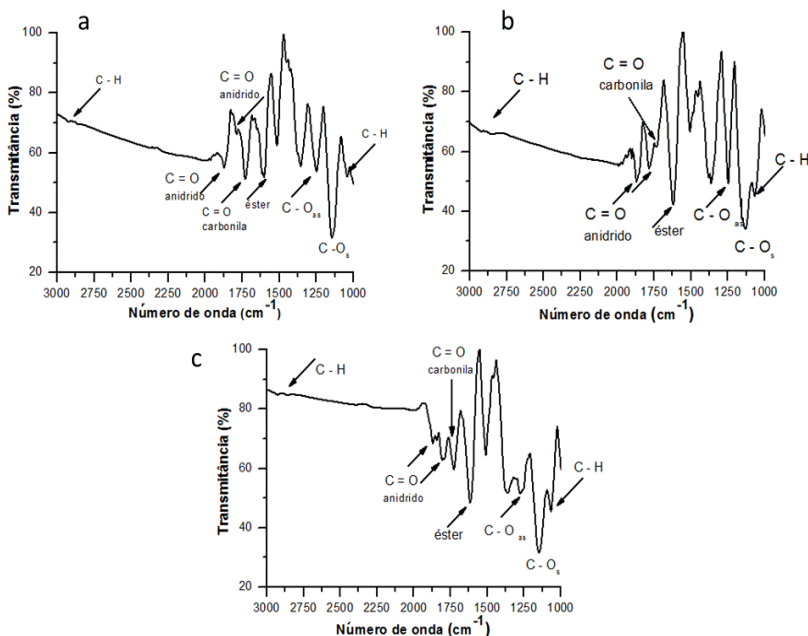 a
Transmitância (%)
100
80
60
40
20
C - H
C = O
anidrido
C = O
anidrido
C = O
carbonila
éster
C - Oas
C -Os
C - H
3000 2750 2500 2250 2000 1750 1500 1250 1000
Número de onda (cm-1)
b
Transmitância (%)
100
80
60
40
20
C - H
C = O
carbonila
C = O
anidrido
éster
C - Oas
C - Os
C - H
3000 2750 2500 2250 2000 1750 1500 1250 1000
Número de onda (cm-1)
c
Transmitância (%)
100
80
60
40
20
C - H
C = O
carbonila
C = O
anidrido
éster
C - O as
C - Os
C - H
3000 2750 2500 2250 2000 1750 1500 1250 1000
Número de onda (cm-1)